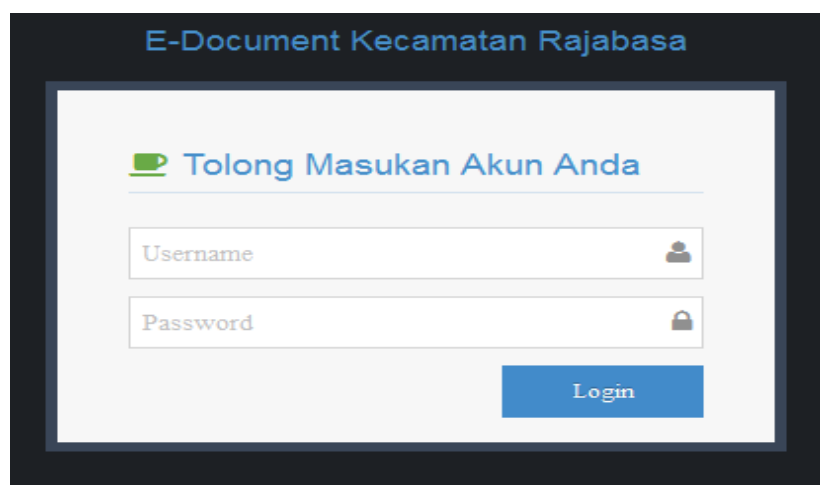 E-Document Kecamatan Rajabasa
Tolong Masukan Akun Anda
Username
Password
Login